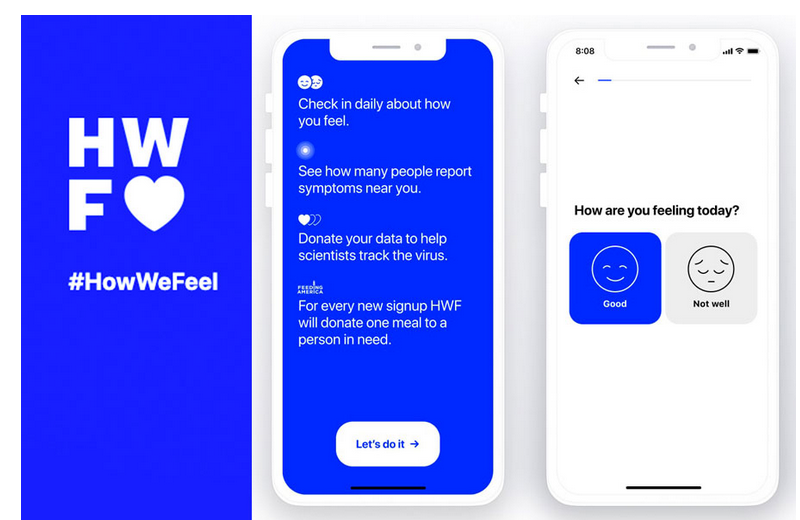 HW
F
#HowWeFeel
Check in daily about how
you feel.
See how many people report
symptoms near you.
Donate your data to help
scientists track the virus.
FEEDING
AMERICA
For every new signup HWF
will donate one meal to a
person in need.
Let's do it →
8:08
←
How are you feeling today?
Good
Not well